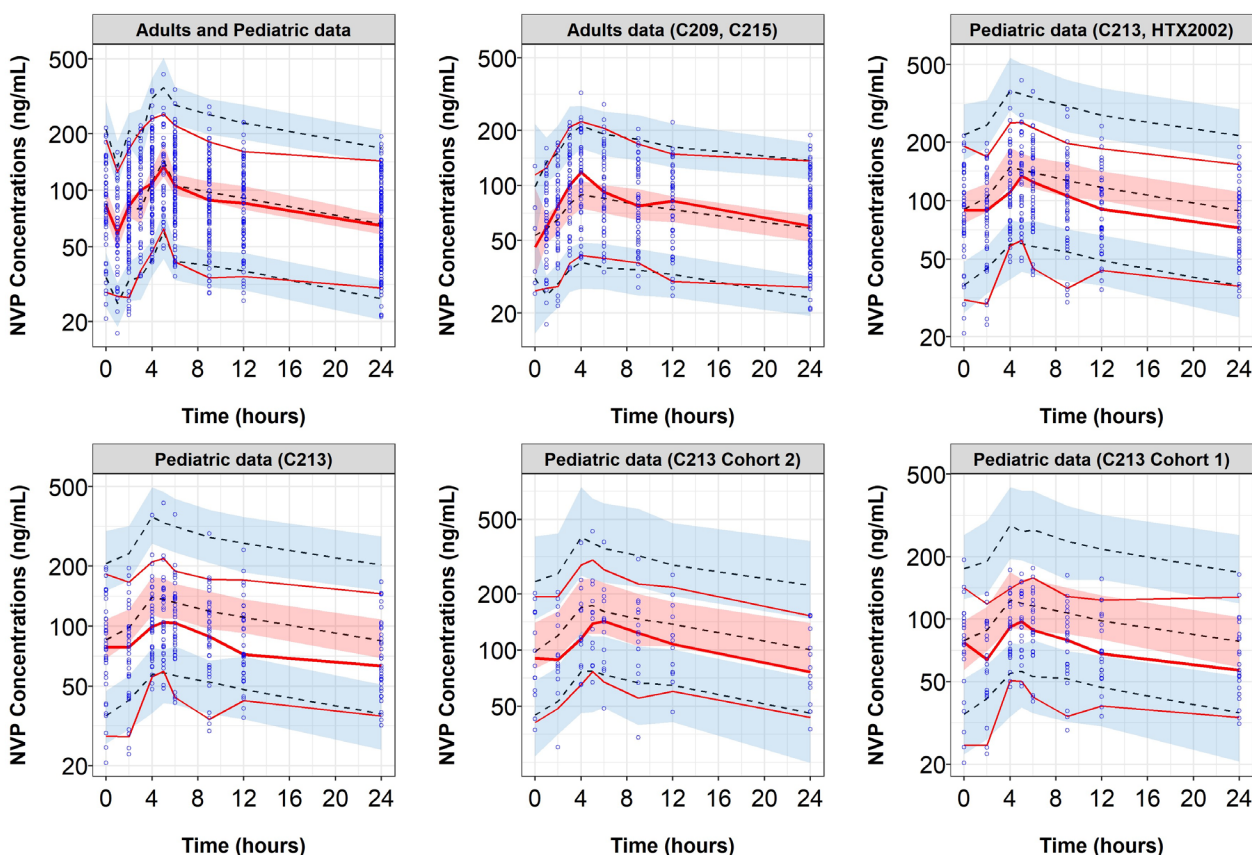 Adults and Pediatric data
Adults data (C209, C215)
Pediatric data (C213, HTX2002)
NVP Concentrations (ng/mL)
500
200
100
50
20
0 4 8 12 16 20 24
Time (hours)
NVP Concentrations (ng/mL)
500
200
100
50
20
0 4 8 12 16 20 24
Time (hours)
NVP Concentrations (ng/mL)
500
200
100
50
20
0 4 8 12 16 20 24
Time (hours)
Pediatric data (C213)
Pediatric data (C213 Cohort 2)
Pediatric data (C213 Cohort 1)
NVP Concentrations (ng/mL)
500
200
100
50
20
0 4 8 12 16 20 24
Time (hours)
NVP Concentrations (ng/mL)
500
200
100
50
0 4 8 12 16 20 24
Time (hours)
NVP Concentrations (ng/mL)
500
200
100
50
20
0 4 8 12 16 20 24
Time (hours)